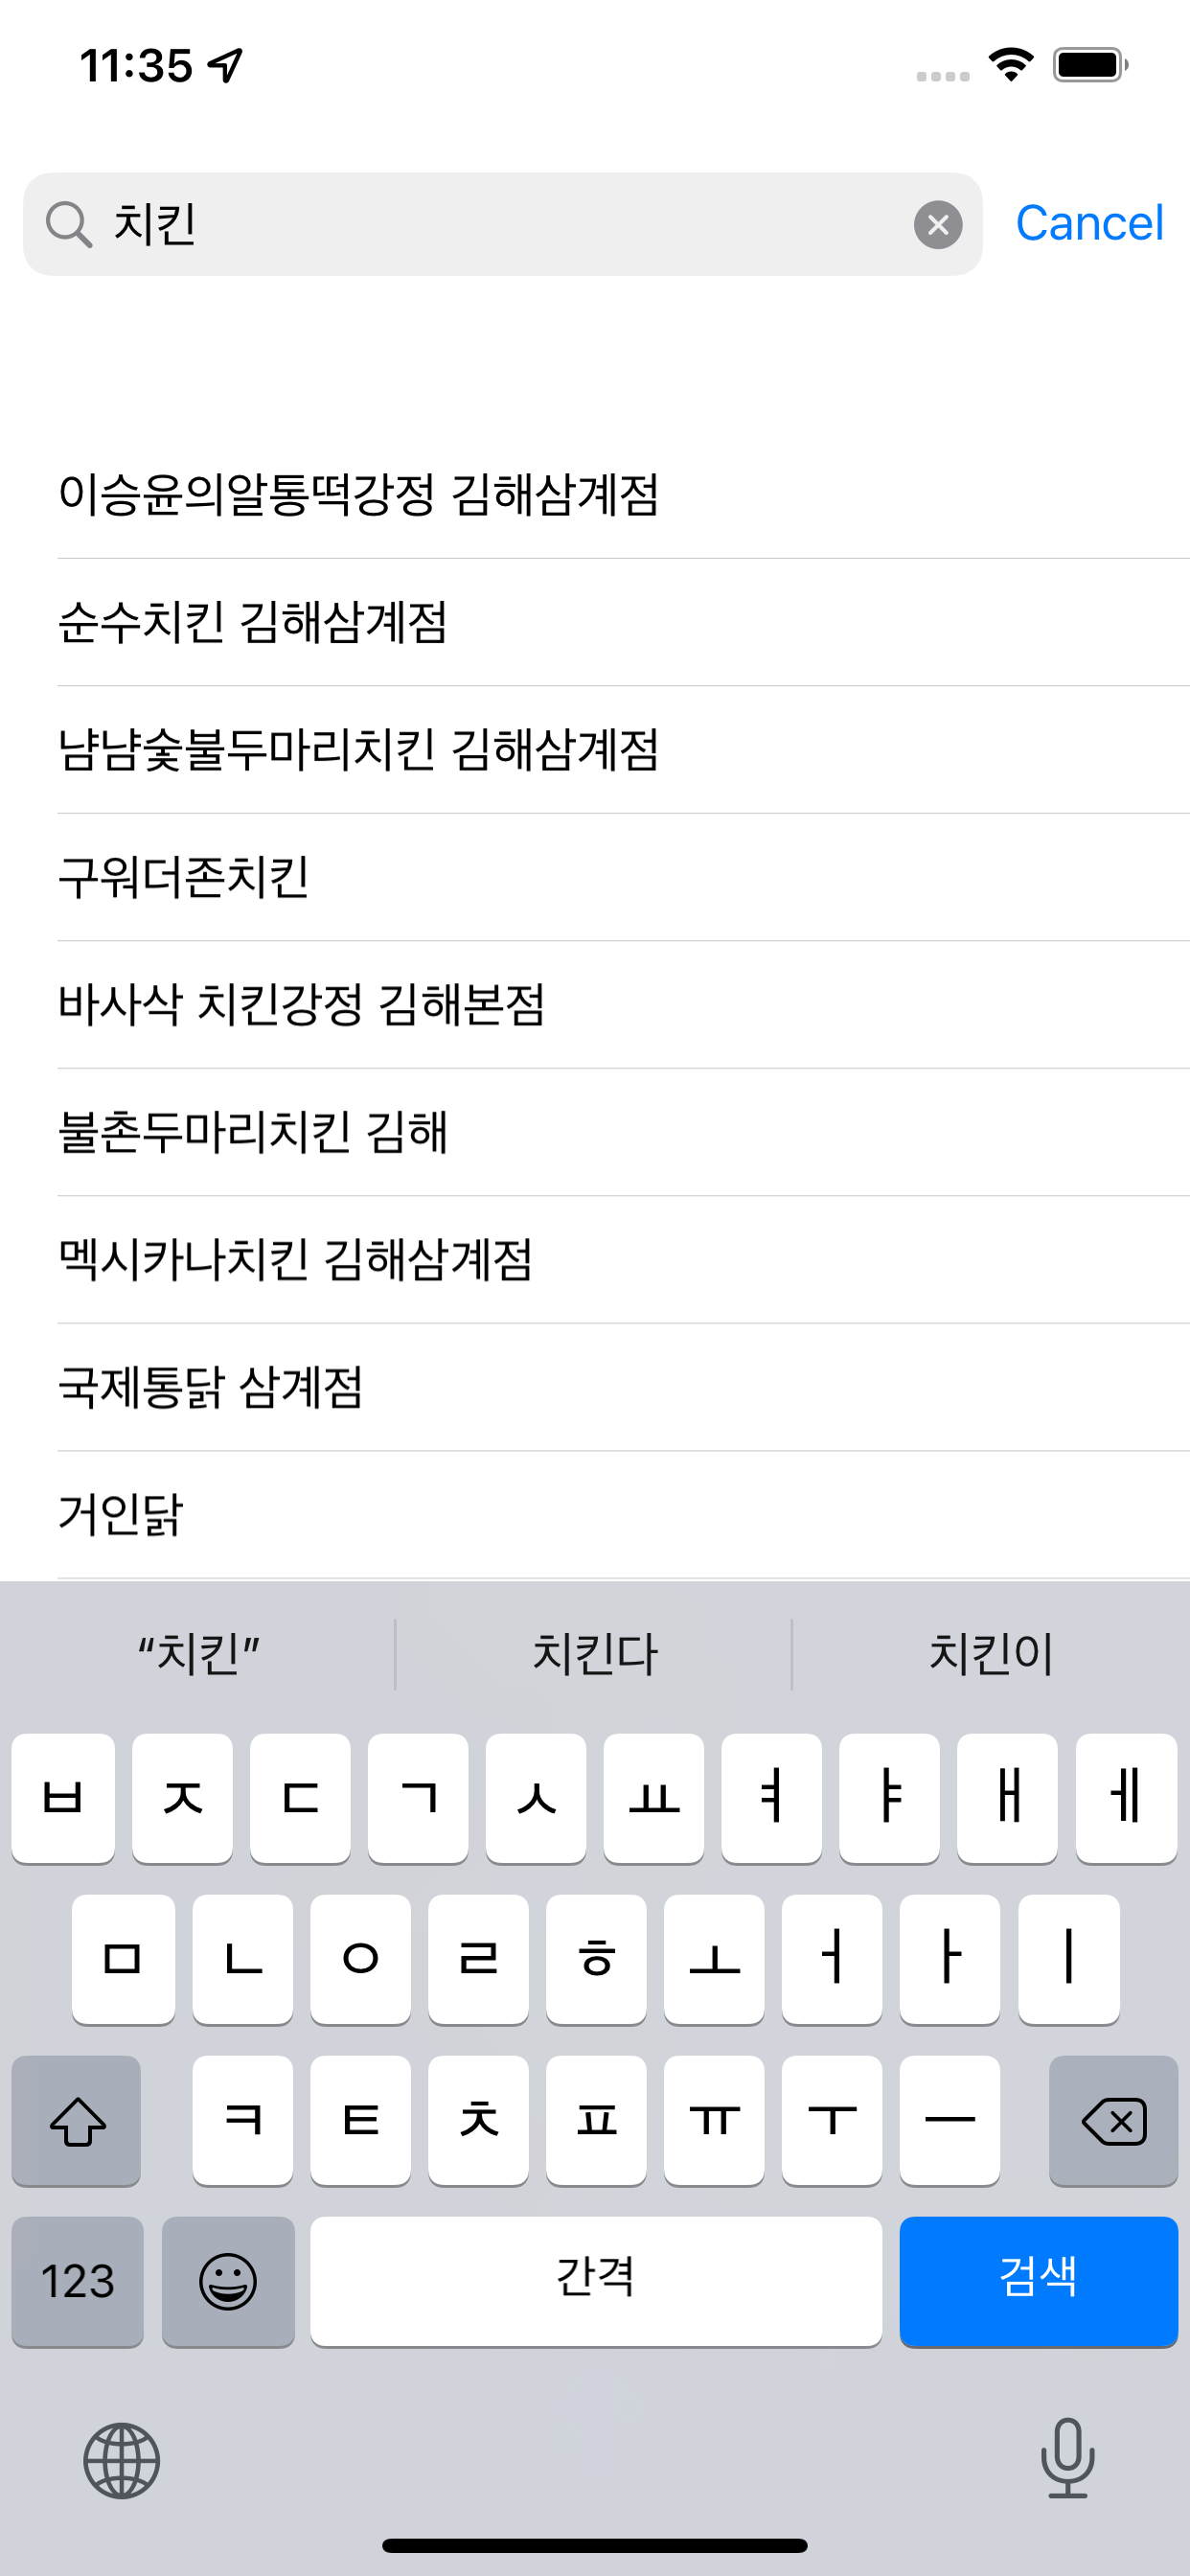 11:35
치킨
Cancel
이승윤의알통떡강정 김해삼계점
순수치킨 김해삼계점
냠냠숯불두마리치킨 김해삼계점
구워더존치킨
바사삭 치킨강정 김해본점
불촌두마리치킨 김해
멕시카나치킨 김해삼계점
국제통닭 삼계점
거인닭
“치킨” 치킨다 치킨이
ㅂ ㅈ ㄷ ㄱ ㅅ ㅛ ㅕ ㅑ ㅐ ㅔ
ㅁ ㄴ ㅇ ㄹ ㅎ ㅗ ㅓ ㅏ ㅣ
ㅋ ㅌ ㅊ ㅍ ㅠ ㅜ ㅡ
123 간격 검색